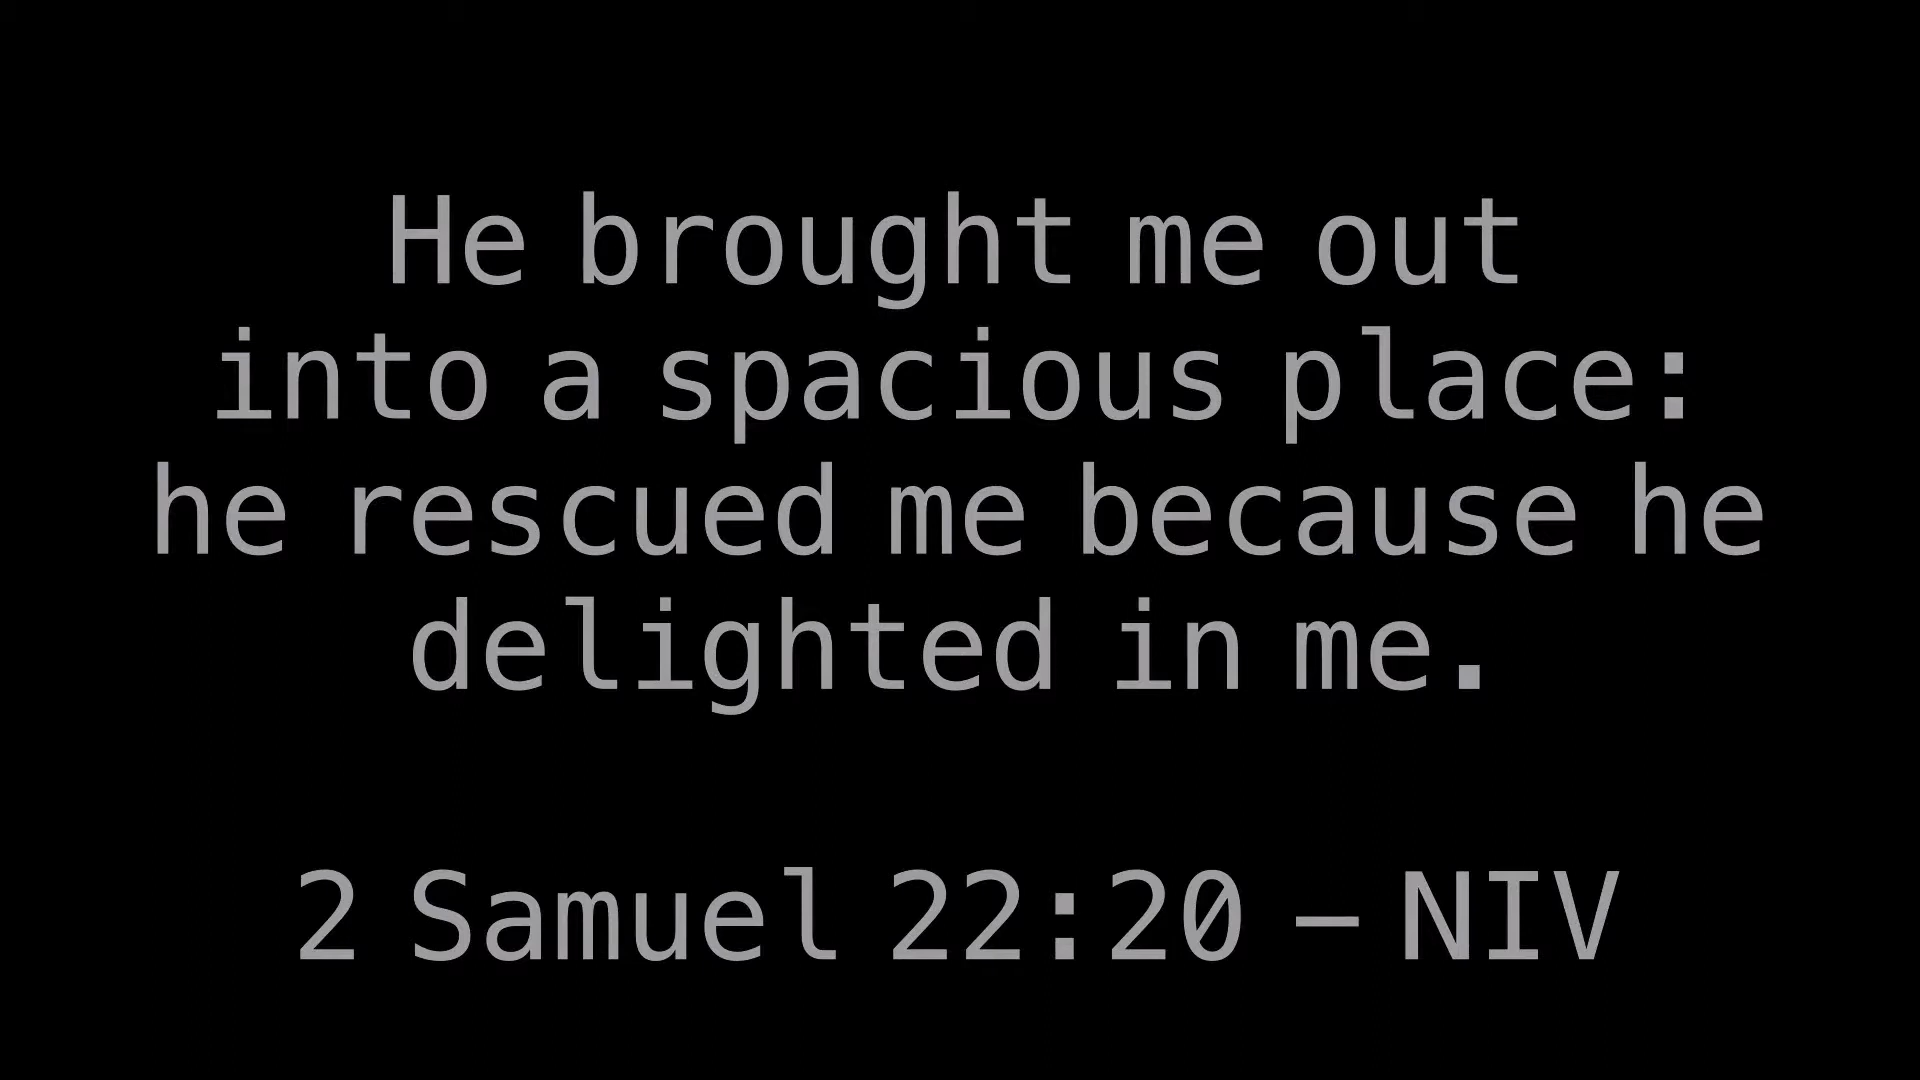 He brought me out
into a spacious place:
he rescued me because he
delighted in me.
2 Samuel 22:20 – NIV